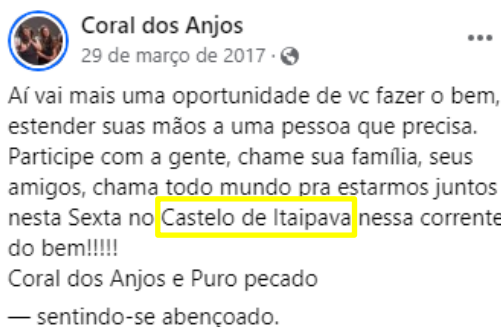 Coral dos Anjos
29 de março de 2017 ·
Aí vai mais uma oportunidade de vc fazer o bem,
estender suas mãos a uma pessoa que precisa.
Participe com a gente, chame sua família, seus
amigos, chama todo mundo pra estarmos juntos
nesta Sexta no Castelo de Itaipava nessa corrente
do bem!!!!!
Coral dos Anjos e Puro pecado
— sentindo-se abençoado.